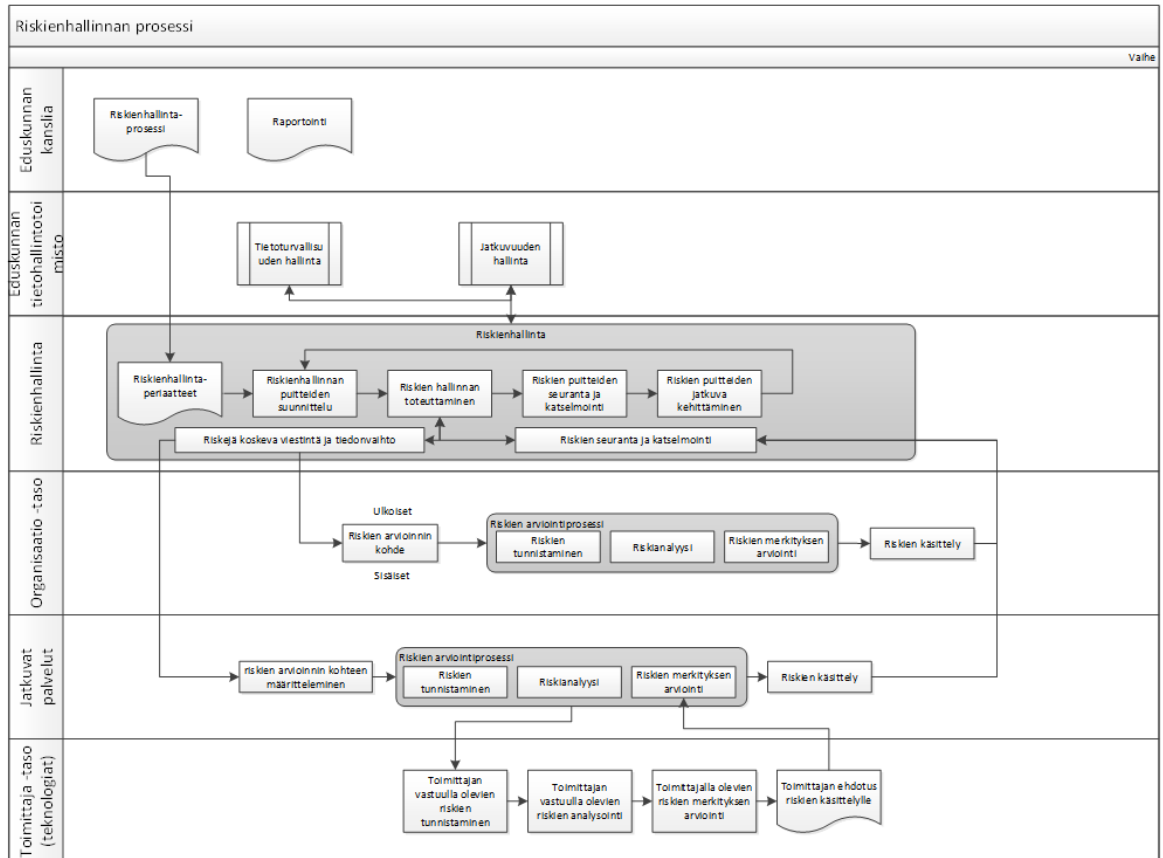 Riskienhallinnan prosessi
Vaihe
Eduskunnan
kanslia
Riskienhallinta-
prosessi
Raportointi
Eduskunnan
tietohallintotoi
misto
Tietoturvallisu
uden hallinta
Jatkuvuuden
hallinta
Riskienhallinta
Riskienhallinta
Riskienhallinta-
periaatteet
Riskienhallinnan
puitteiden
suunnittelu
Riskien hallinnan
toteuttaminen
Riskien puitteiden
seuranta ja
katselmointi
Riskien puitteiden
jatkuva
kehittäminen
Riskejä koskeva viestintä ja tiedonvaihto
Riskien seuranta ja katselmointi
Organisaatio -taso
Ulkoiset
Riskien arvioinnin
kohde
Sisäiset
Riskien arviointiprosessi
Riskien
tunnistaminen
Riskianalyysi
Riskien merkityksen
arviointi
Riskien käsittely
Jatkuvat
palvelut
riskien arvioinnin kohteen
määritteleminen
Riskien arviointiprosessi
Riskien
tunnistaminen
Riskianalyysi
Riskien merkityksen
arviointi
Riskien käsittely
Toimittaja -taso
(teknologiat)
Toimittajan
vastuulla olevien
riskien
tunnistaminen
Toimittajan
vastuulla olevien
riskien analysointi
Toimittajalla olevien
riskien merkityksen
arviointi
Toimittajan ehdotus
riskien käsittelylle